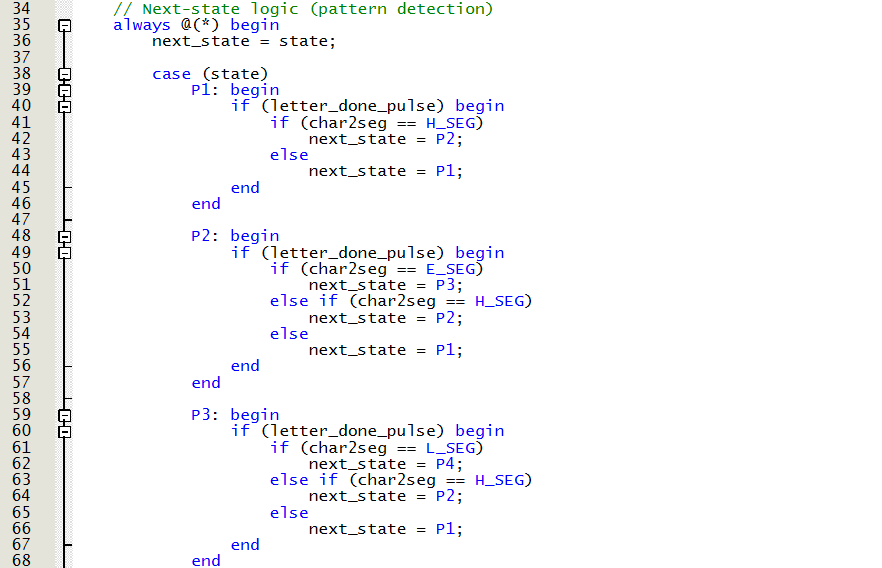 34 // Next-state logic (pattern detection)
35 always @(*) begin
36 next_state = state;
37
38 case (state)
39 P1: begin
40 if (letter_done_pulse) begin
41 if (char2seg == H_SEG)
42 next_state = P2;
43 else
44 next_state = P1;
45 end
46 end
47
48 P2: begin
49 if (letter_done_pulse) begin
50 if (char2seg == E_SEG)
51 next_state = P3;
52 else if (char2seg == H_SEG)
53 next_state = P2;
54 else
55 next_state = P1;
56 end
57 end
58
59 P3: begin
60 if (letter_done_pulse) begin
61 if (char2seg == L_SEG)
62 next_state = P4;
63 else if (char2seg == H_SEG)
64 next_state = P2;
65 else
66 next_state = P1;
67 end
68 end